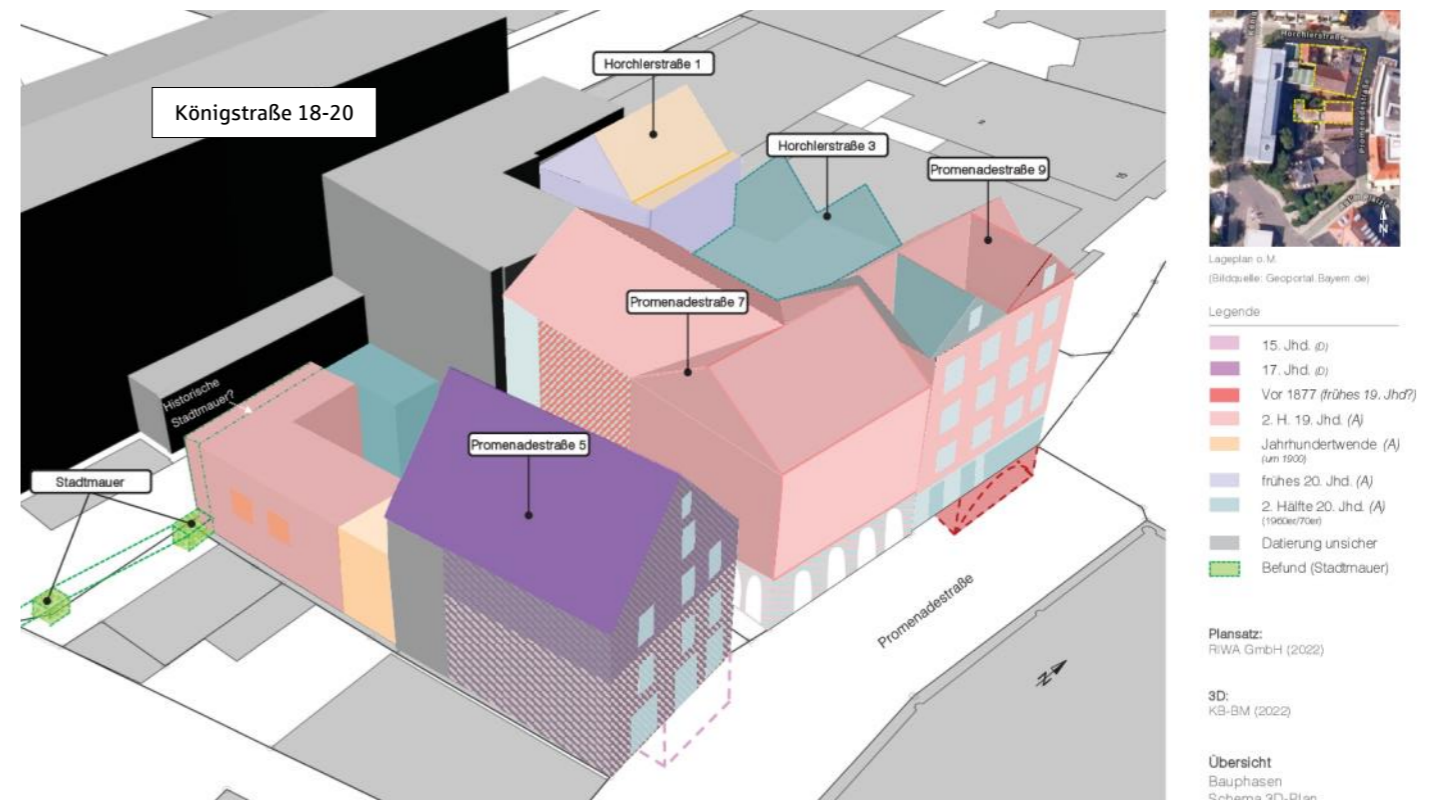 Königstraße 18-20
Horchlerstraße 1
Horchlerstraße 3
Promenadestraße 9
Promenadestraße 7
Historische
Stadtmauer?
Promenadestraße 5
Stadtmauer
Promenadestraße
N
Horchlerstraße
Promenadestraße
N
Lageplan o.M.
(Bildquelle: Geoportal.Bayern.de)
Legende
15. Jhd. (D)
17. Jhd. (D)
Vor 1877 (frühes 19. Jhd?)
2. H. 19. Jhd. (A)
Jahrhundertwende (A)
(um 1900)
frühes 20. Jhd. (A)
2. Hälfte 20. Jhd. (A)
(1960er/70er)
Datierung unsicher
Befund (Stadtmauer)
Plansatz:
RIWA GmbH (2022)
3D:
KB-BM (2022)
Übersicht
Bauphasen
Schema 3D-Plan